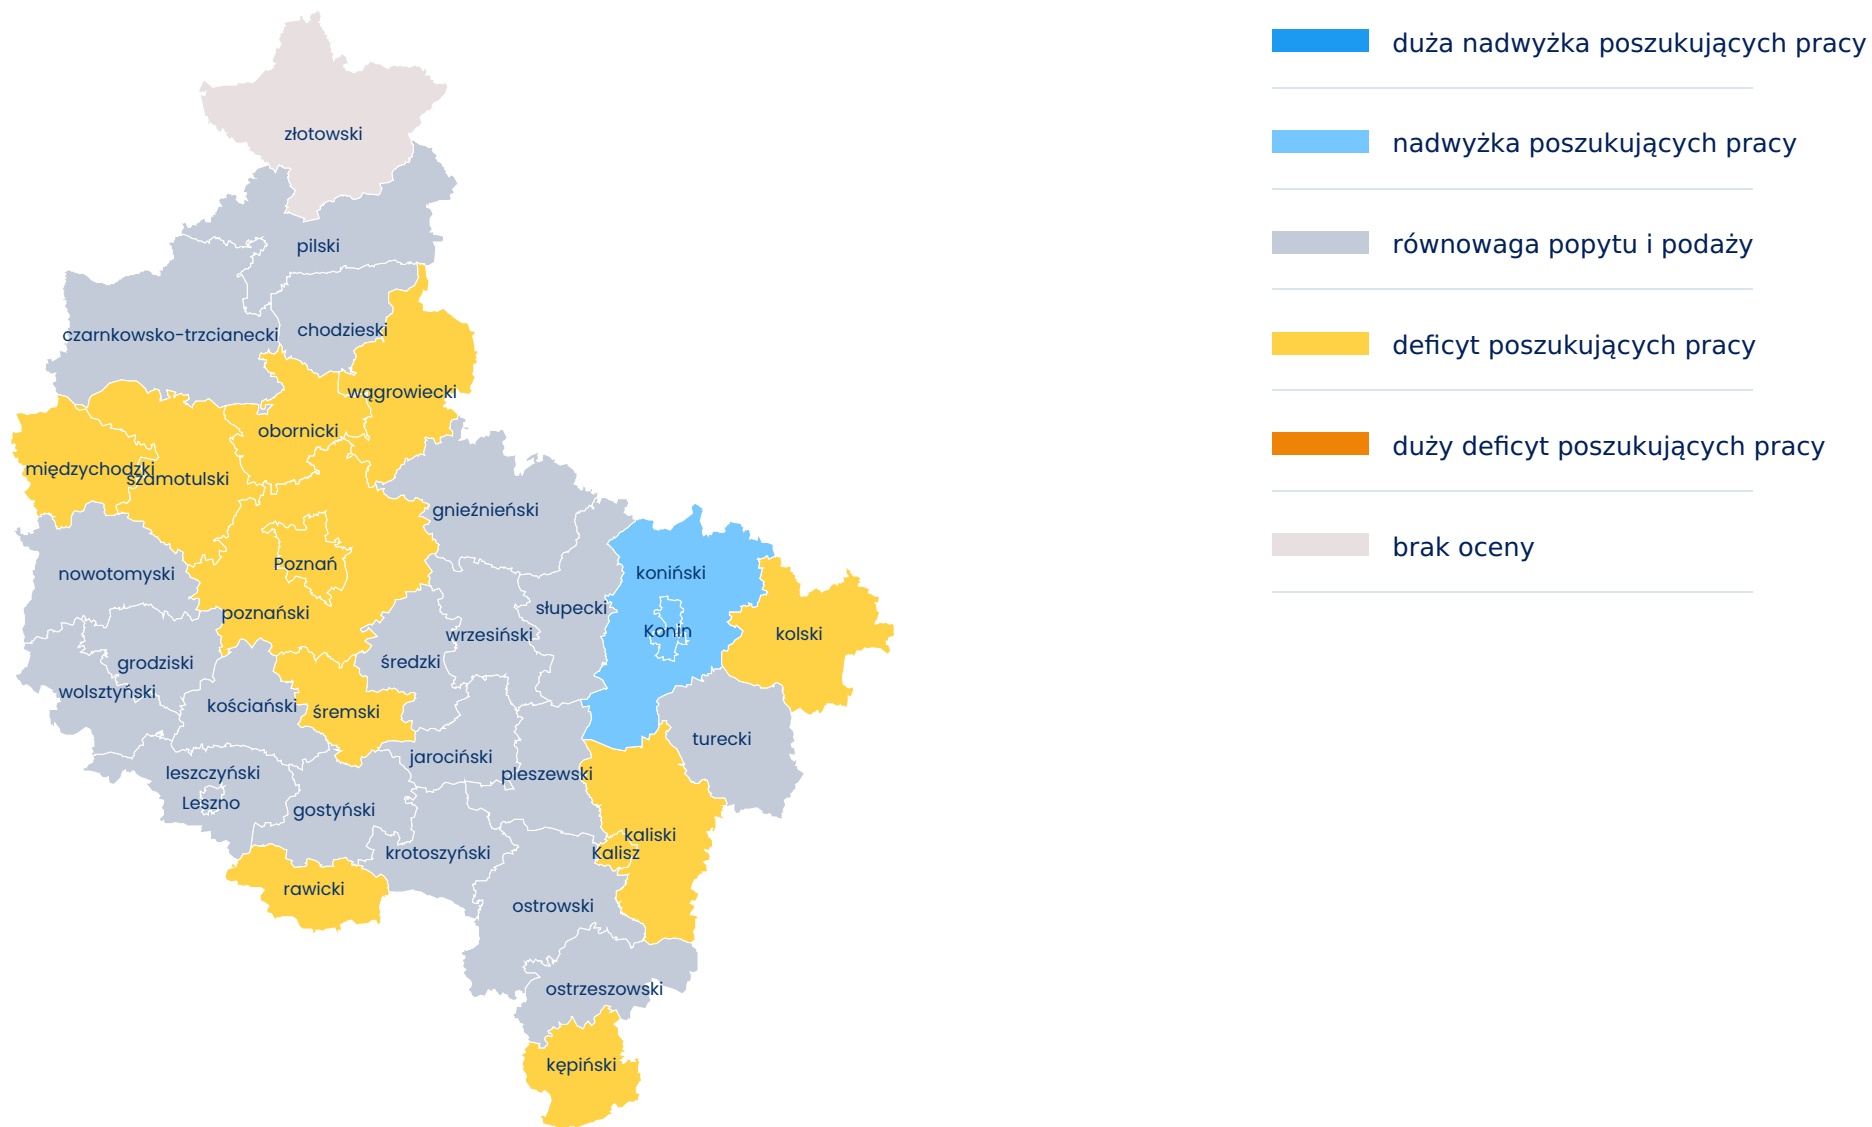 duża nadwyżka poszukujących pracy
nadwyżka poszukujących pracy
równowaga popytu i podaży
deficyt poszukujących pracy
duży deficyt poszukujących pracy
brak oceny
złotowski
pilski
chodzieski
czarnkowsko-trzcianecki
wągrowiecki
obornicki
międzychodzki
szamotulski
gnieźnieński
Poznań
koniński
nowotomyski
słupecki
poznański
Konin
kolski
wrzesiński
średzki
grodziski
wolsztyński
kościański
śremski
turecki
jarociński
leszczyński
pleszewski
Leszno
gostyński
kaliski
Kalisz
krotoszyński
rawicki
ostrowski
ostrzeszowski
kępiński